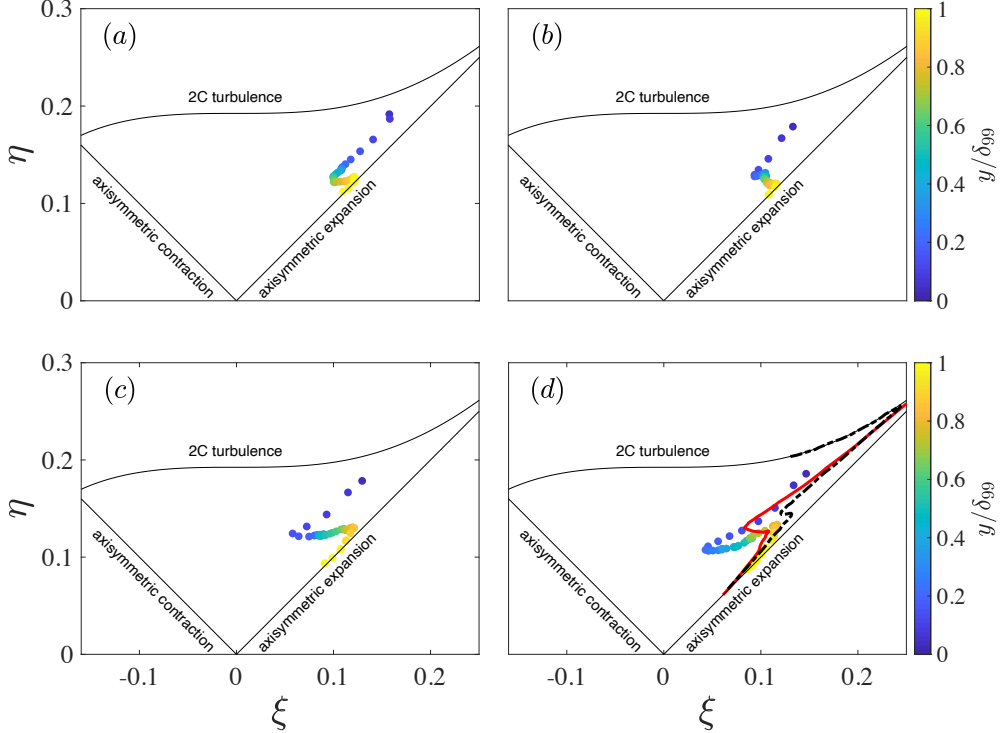 0.3
(a)
2C turbulence
0.2
η
0.1
axisymmetric contraction
axisymmetric expansion
0
(b)
2C turbulence
axisymmetric contraction
axisymmetric expansion
1
0.8
0.6
0.4
0.2
0
y/δ99
0.3
(c)
2C turbulence
0.2
η
0.1
axisymmetric contraction
axisymmetric expansion
0
-0.1
0
0.1
0.2
ξ
(d)
2C turbulence
axisymmetric contraction
axisymmetric expansion
-0.1
0
0.1
0.2
ξ
1
0.8
0.6
0.4
0.2
0
y/δ99